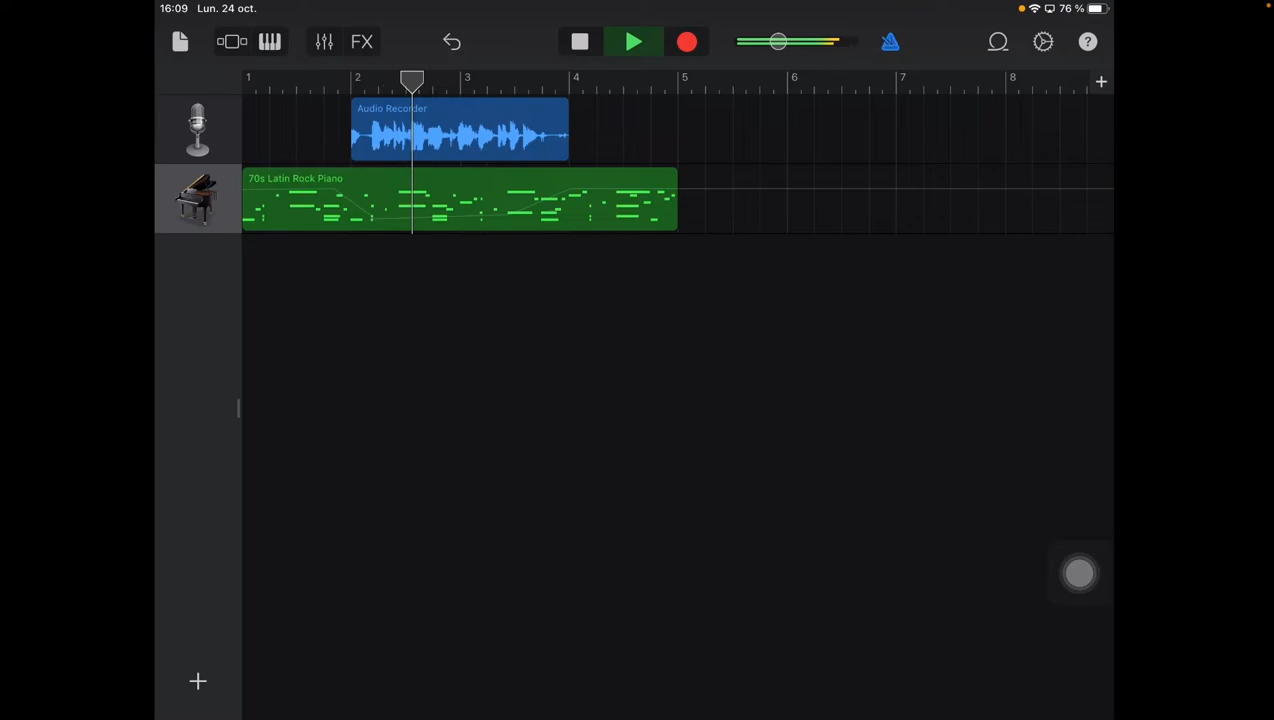 16:09 Lun. 24 oct. 76 %
FX ?
1 2 3 4 5 6 7 8 +
Audio Recorder
70s Latin Rock Piano
+